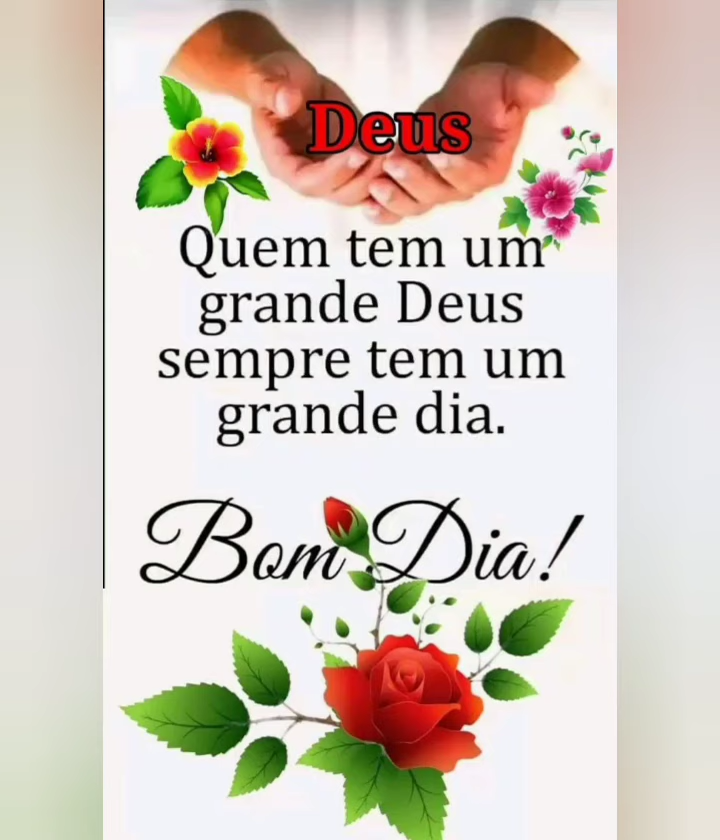 Deus
Quem tem um
grande Deus
sempre tem um
grande dia.
Bom Dia!